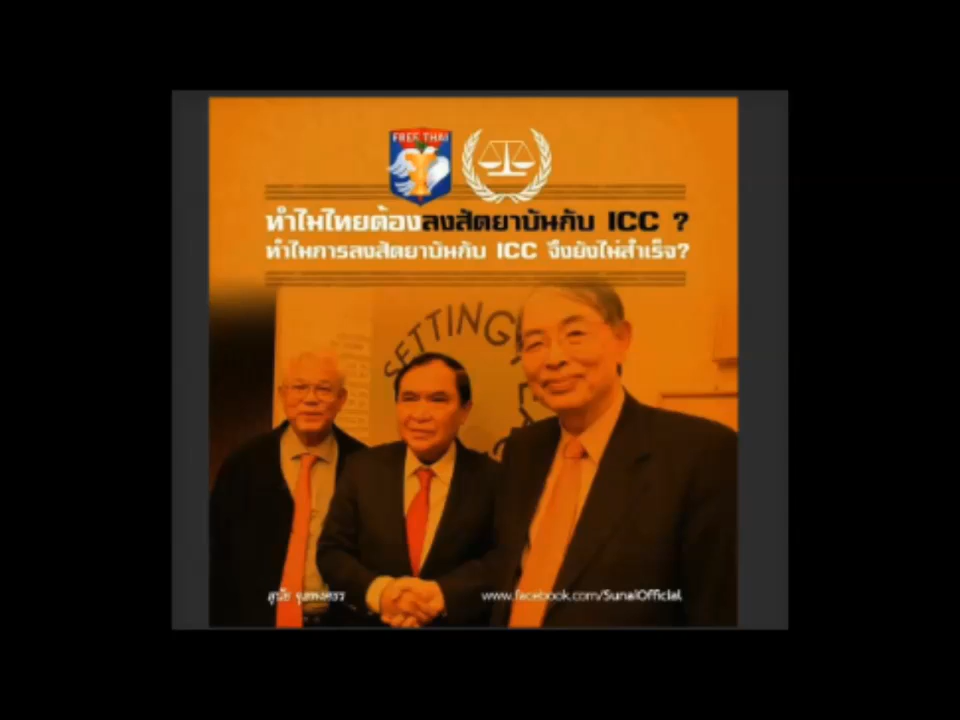 FREE THAI
ทำไมไทยต้องลงสัตยาบันกับ ICC ?
ทำไมการลงสัตยาบันกับ ICC จึงยังไม่สำเร็จ?
SETTING
สุนัย จุลพงศธร
www.facebook.com/SunaiOfficial